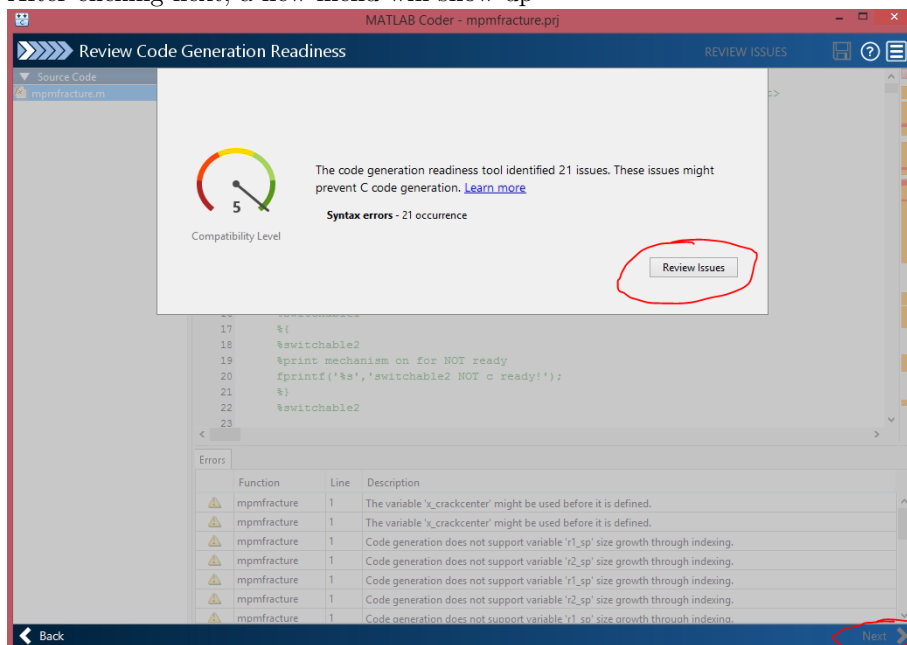 After clicking next, a new menu will show up
MATLAB Coder - mpmfracture.prj
Review Code Generation Readiness
REVIEW ISSUES
Source Code
mpmfracture.m
The code generation readiness tool identified 21 issues. These issues might
prevent C code generation. Learn more
5
Syntax errors - 21 occurrence
Compatibility Level
Review Issues
17 %{
18 %switchable2
19 %print mechanism on for NOT ready
20 fprintf('%s','switchable2 NOT c ready!');
21 %}
22 %switchable2
23
Errors
Function Line Description
mpmfracture 1 The variable 'x_crackcenter' might be used before it is defined.
mpmfracture 1 The variable 'x_crackcenter' might be used before it is defined.
mpmfracture 1 Code generation does not support variable 'r1_sp' size growth through indexing.
mpmfracture 1 Code generation does not support variable 'r2_sp' size growth through indexing.
mpmfracture 1 Code generation does not support variable 'r1_sp' size growth through indexing.
mpmfracture 1 Code generation does not support variable 'r2_sp' size growth through indexing.
mpmfracture 1 Code generation does not support variable 'r1_sp' size growth through indexing.
Back
Next